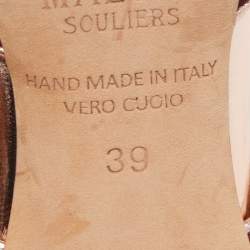 SOULIERS
HAND MADE IN ITALY
VERO CUOIO
39